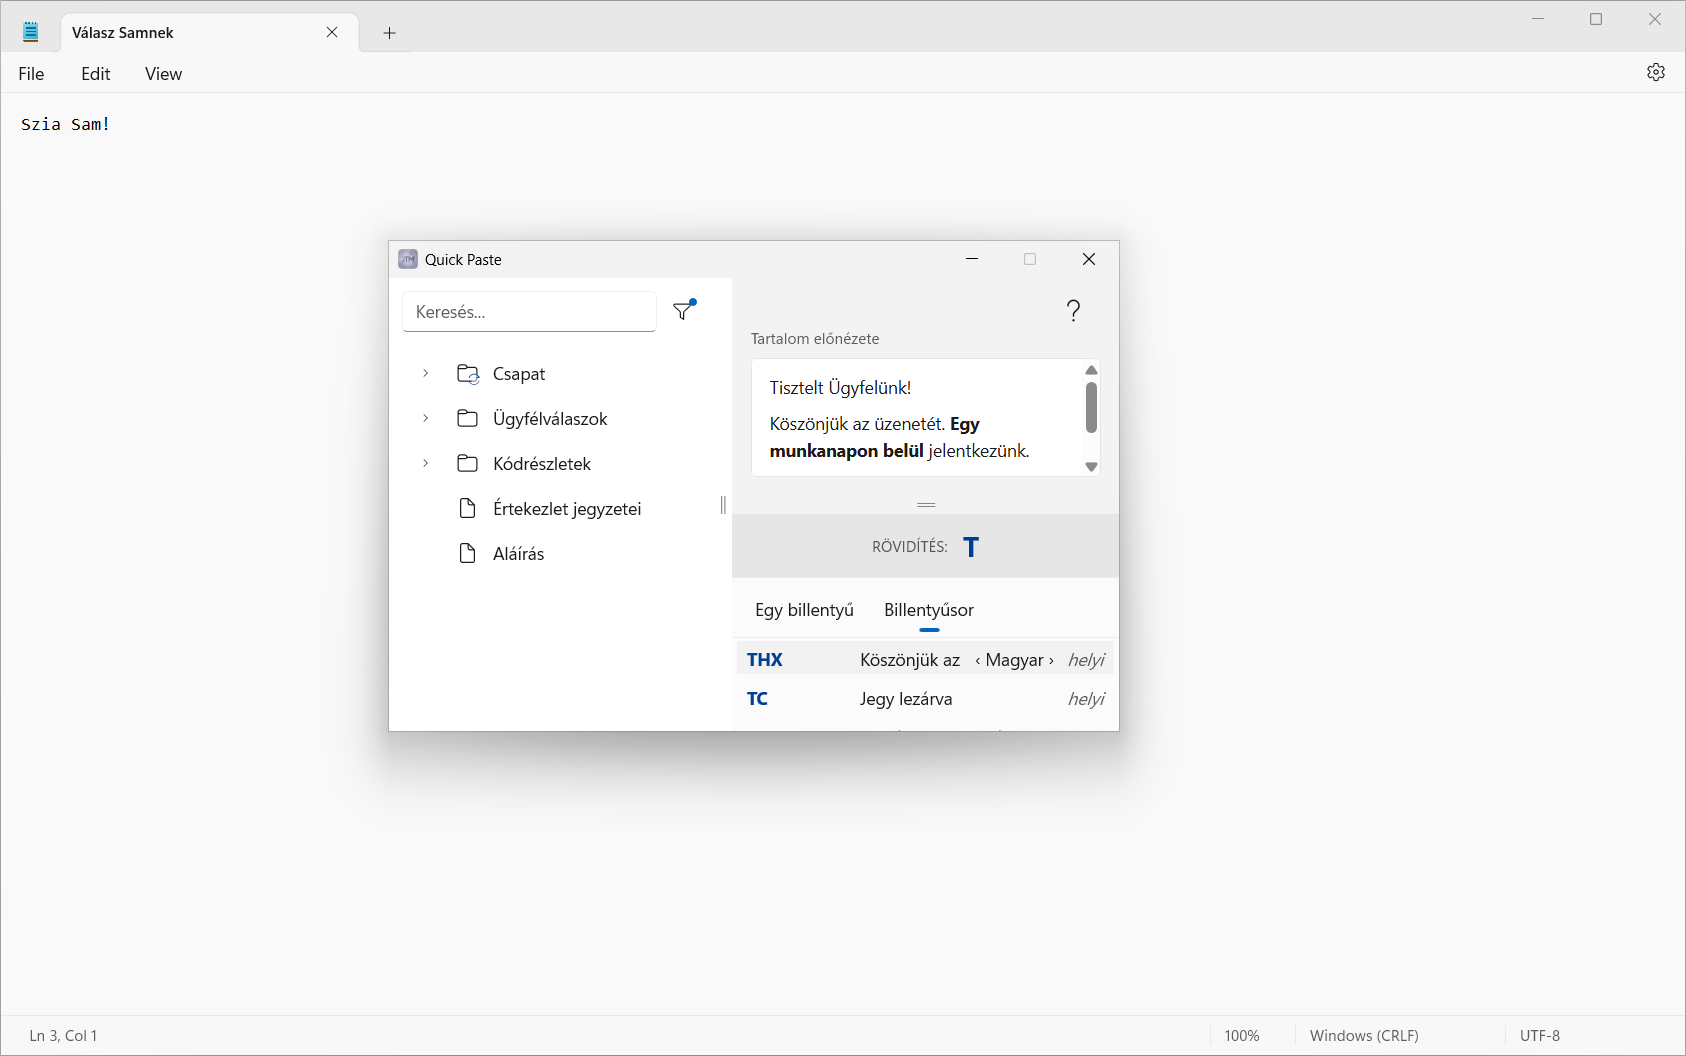 Válasz Samnek
File Edit View
Szia Sam!
Quick Paste
Keresés...
Csapat
Ügyfélválaszok
Kódrészletek
Értekezlet jegyzetei
Aláírás
Tartalom előnézete
Tisztelt Ügyfelünk!
Köszönjük az üzenetét. Egy
munkanapon belül jelentkezünk.
RÖVIDÍTÉS: T
Egy billentyű Billentyűsor
THX Köszönjük az ‹ Magyar › helyi
TC Jegy lezárva helyi
Ln 3, Col 1 100% Windows (CRLF) UTF-8